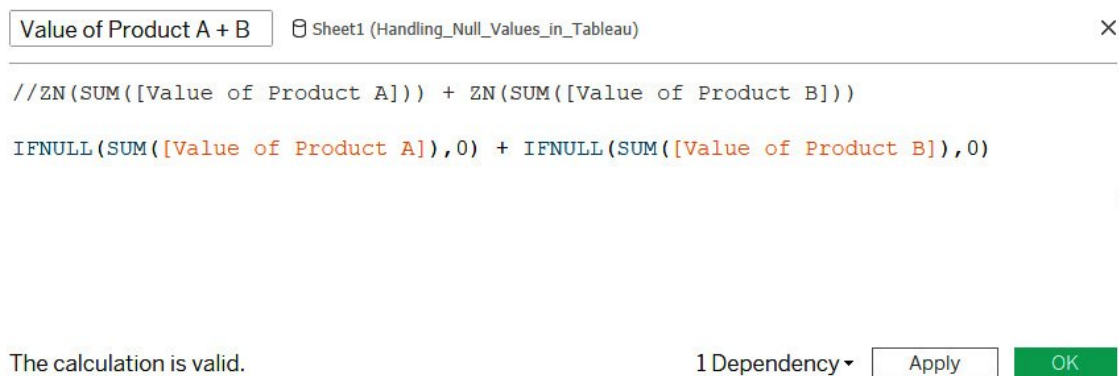 Value of Product A + B Sheet1 (Handling_Null_Values_in_Tableau)
//ZN(SUM([Value of Product A])) + ZN(SUM([Value of Product B]))
IFNULL(SUM([Value of Product A]),0) + IFNULL(SUM([Value of Product B]),0)
The calculation is valid. 1 Dependency Apply OK